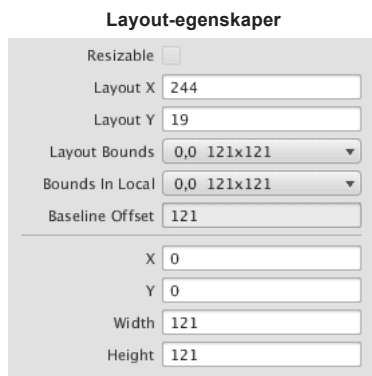 Layout-egenskaper
Resizable
Layout X 244
Layout Y 19
Layout Bounds 0,0 121x121
Bounds In Local 0,0 121x121
Baseline Offset 121
X 0
Y 0
Width 121
Height 121